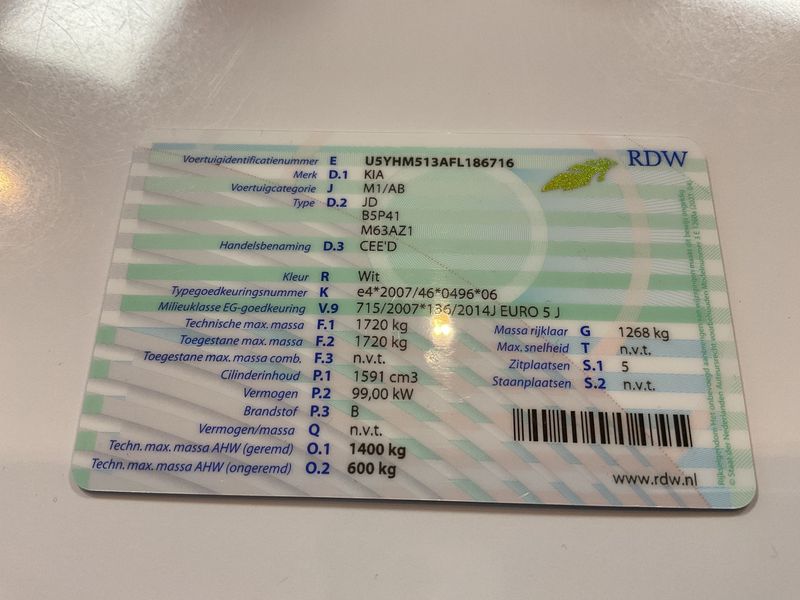 RDW
Voertuigidentificatienummer E U5YHM513AFL186716
Merk D.1 KIA
Voertuigcategorie J M1/AB
Type D.2 JD
B5P41
M63AZ1
Handelsbenaming D.3 CEE'D
Kleur R Wit
Typegoedkeuringsnummer K e4*2007/46*0496*06
Milieuklasse EG-goedkeuring V.9 715/2007*136/2014J EURO 5 J
Technische max. massa F.1 1720 kg
Toegestane max. massa F.2 1720 kg
Toegestane max. massa comb. F.3 n.v.t.
Cilinderinhoud P.1 1591 cm3
Vermogen P.2 99,00 kW
Brandstof P.3 B
Vermogen/massa Q n.v.t.
Techn. max. massa AHW (geremd) O.1 1400 kg
Techn. max. massa AHW (ongeremd) O.2 600 kg
Massa rijklaar G 1268 kg
Max. snelheid T n.v.t.
Zitplaatsen S.1 5
Staanplaatsen S.2 n.v.t.
www.rdw.nl
© Staat der Nederlanden